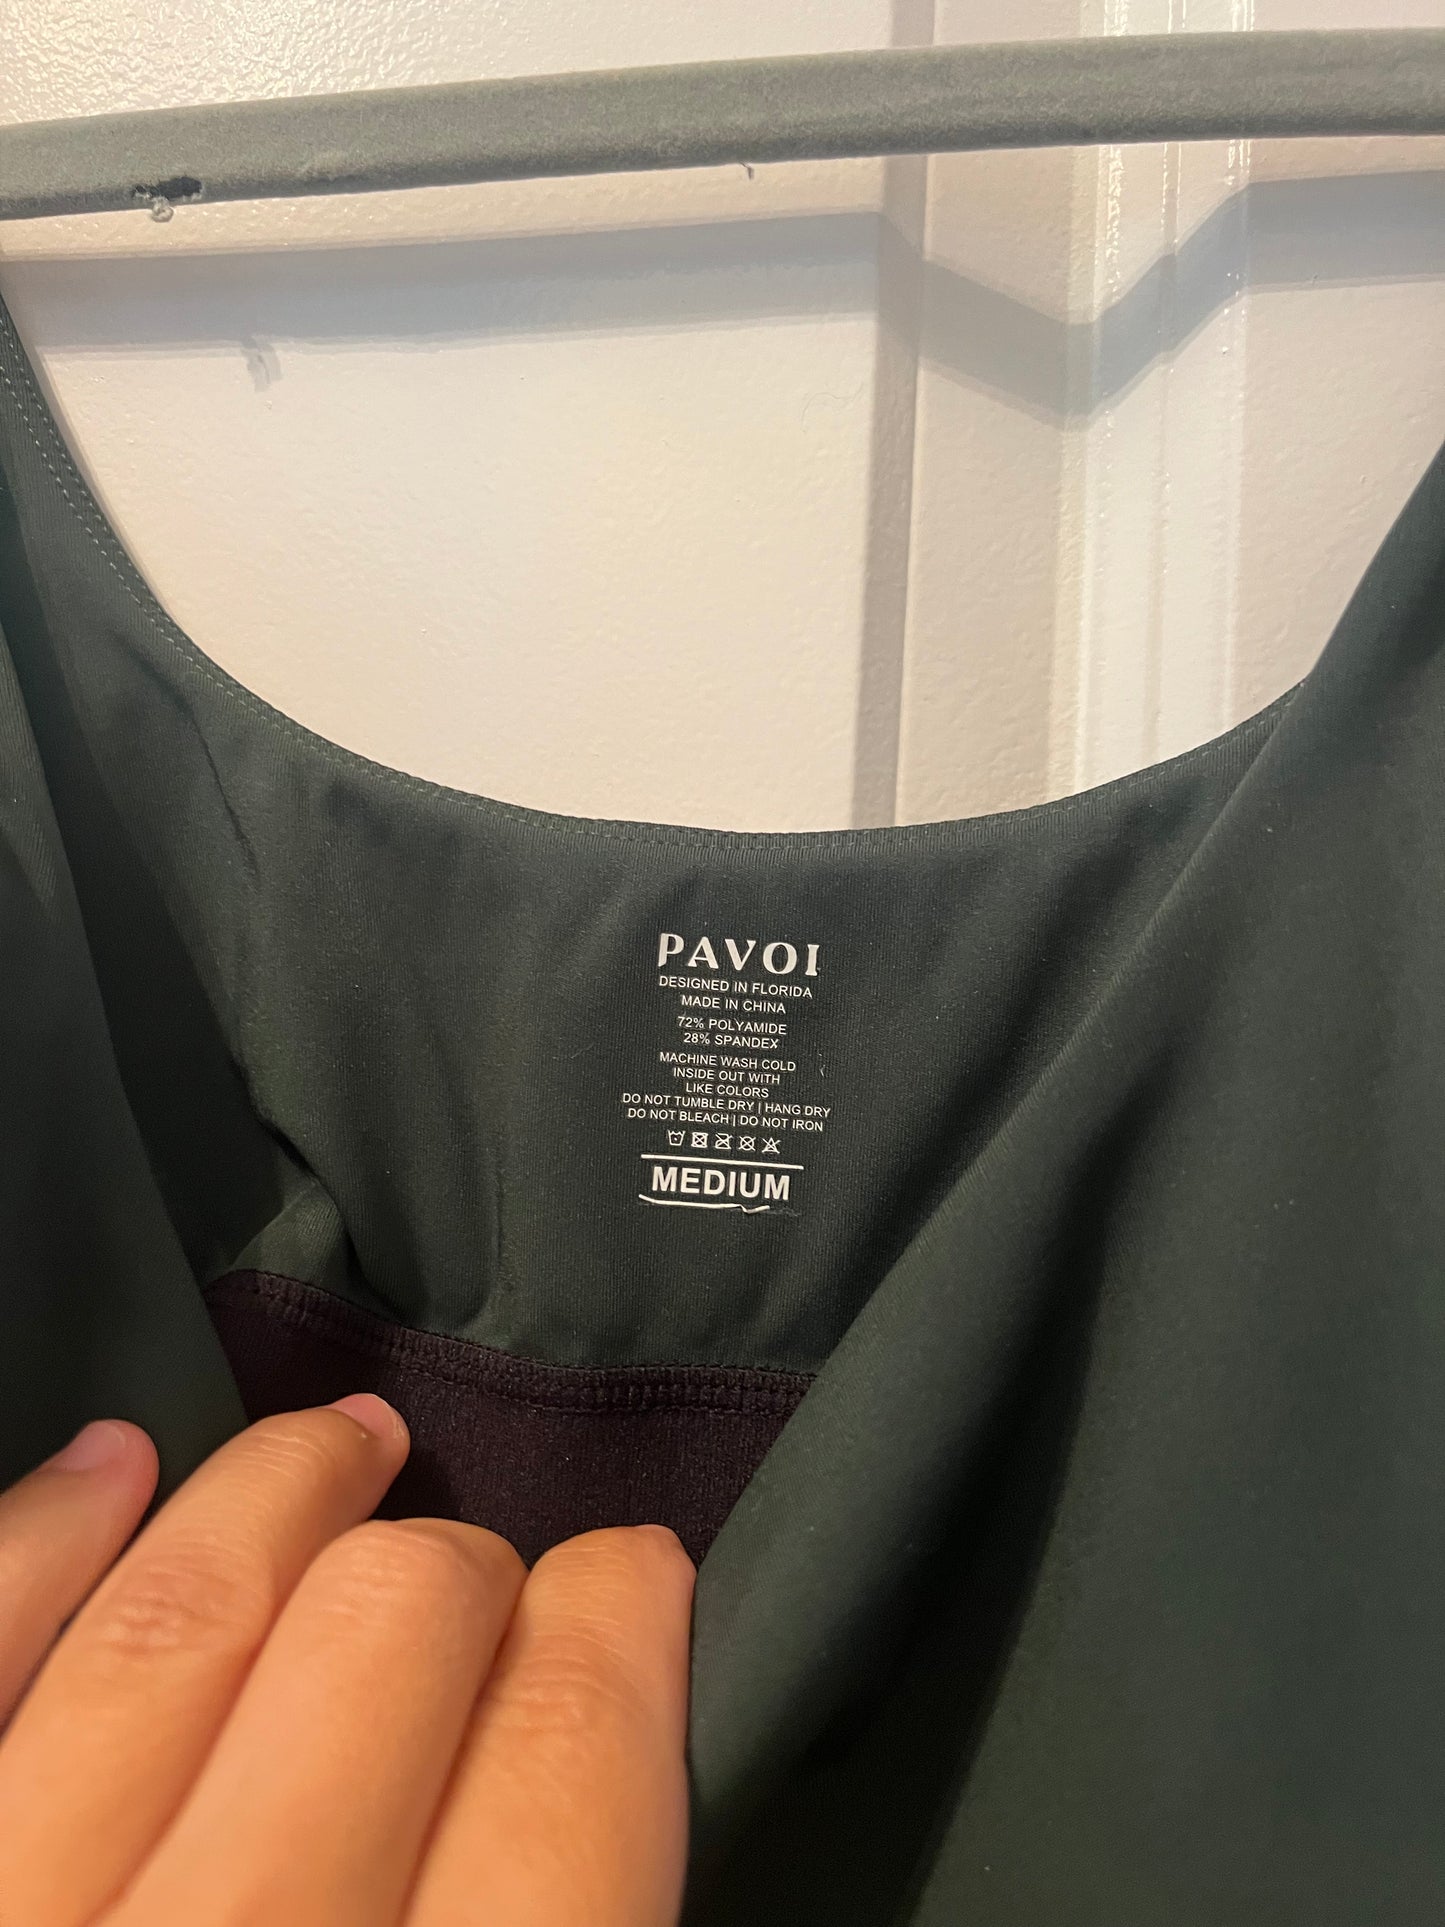 PAVOI
DESIGNED IN FLORIDA
MADE IN CHINA
72% POLYAMIDE
28% SPANDEX
MACHINE WASH COLD
INSIDE OUT WITH
LIKE COLORS
DO NOT TUMBLE DRY | HANG DRY
DO NOT BLEACH | DO NOT IRON
MEDIUM